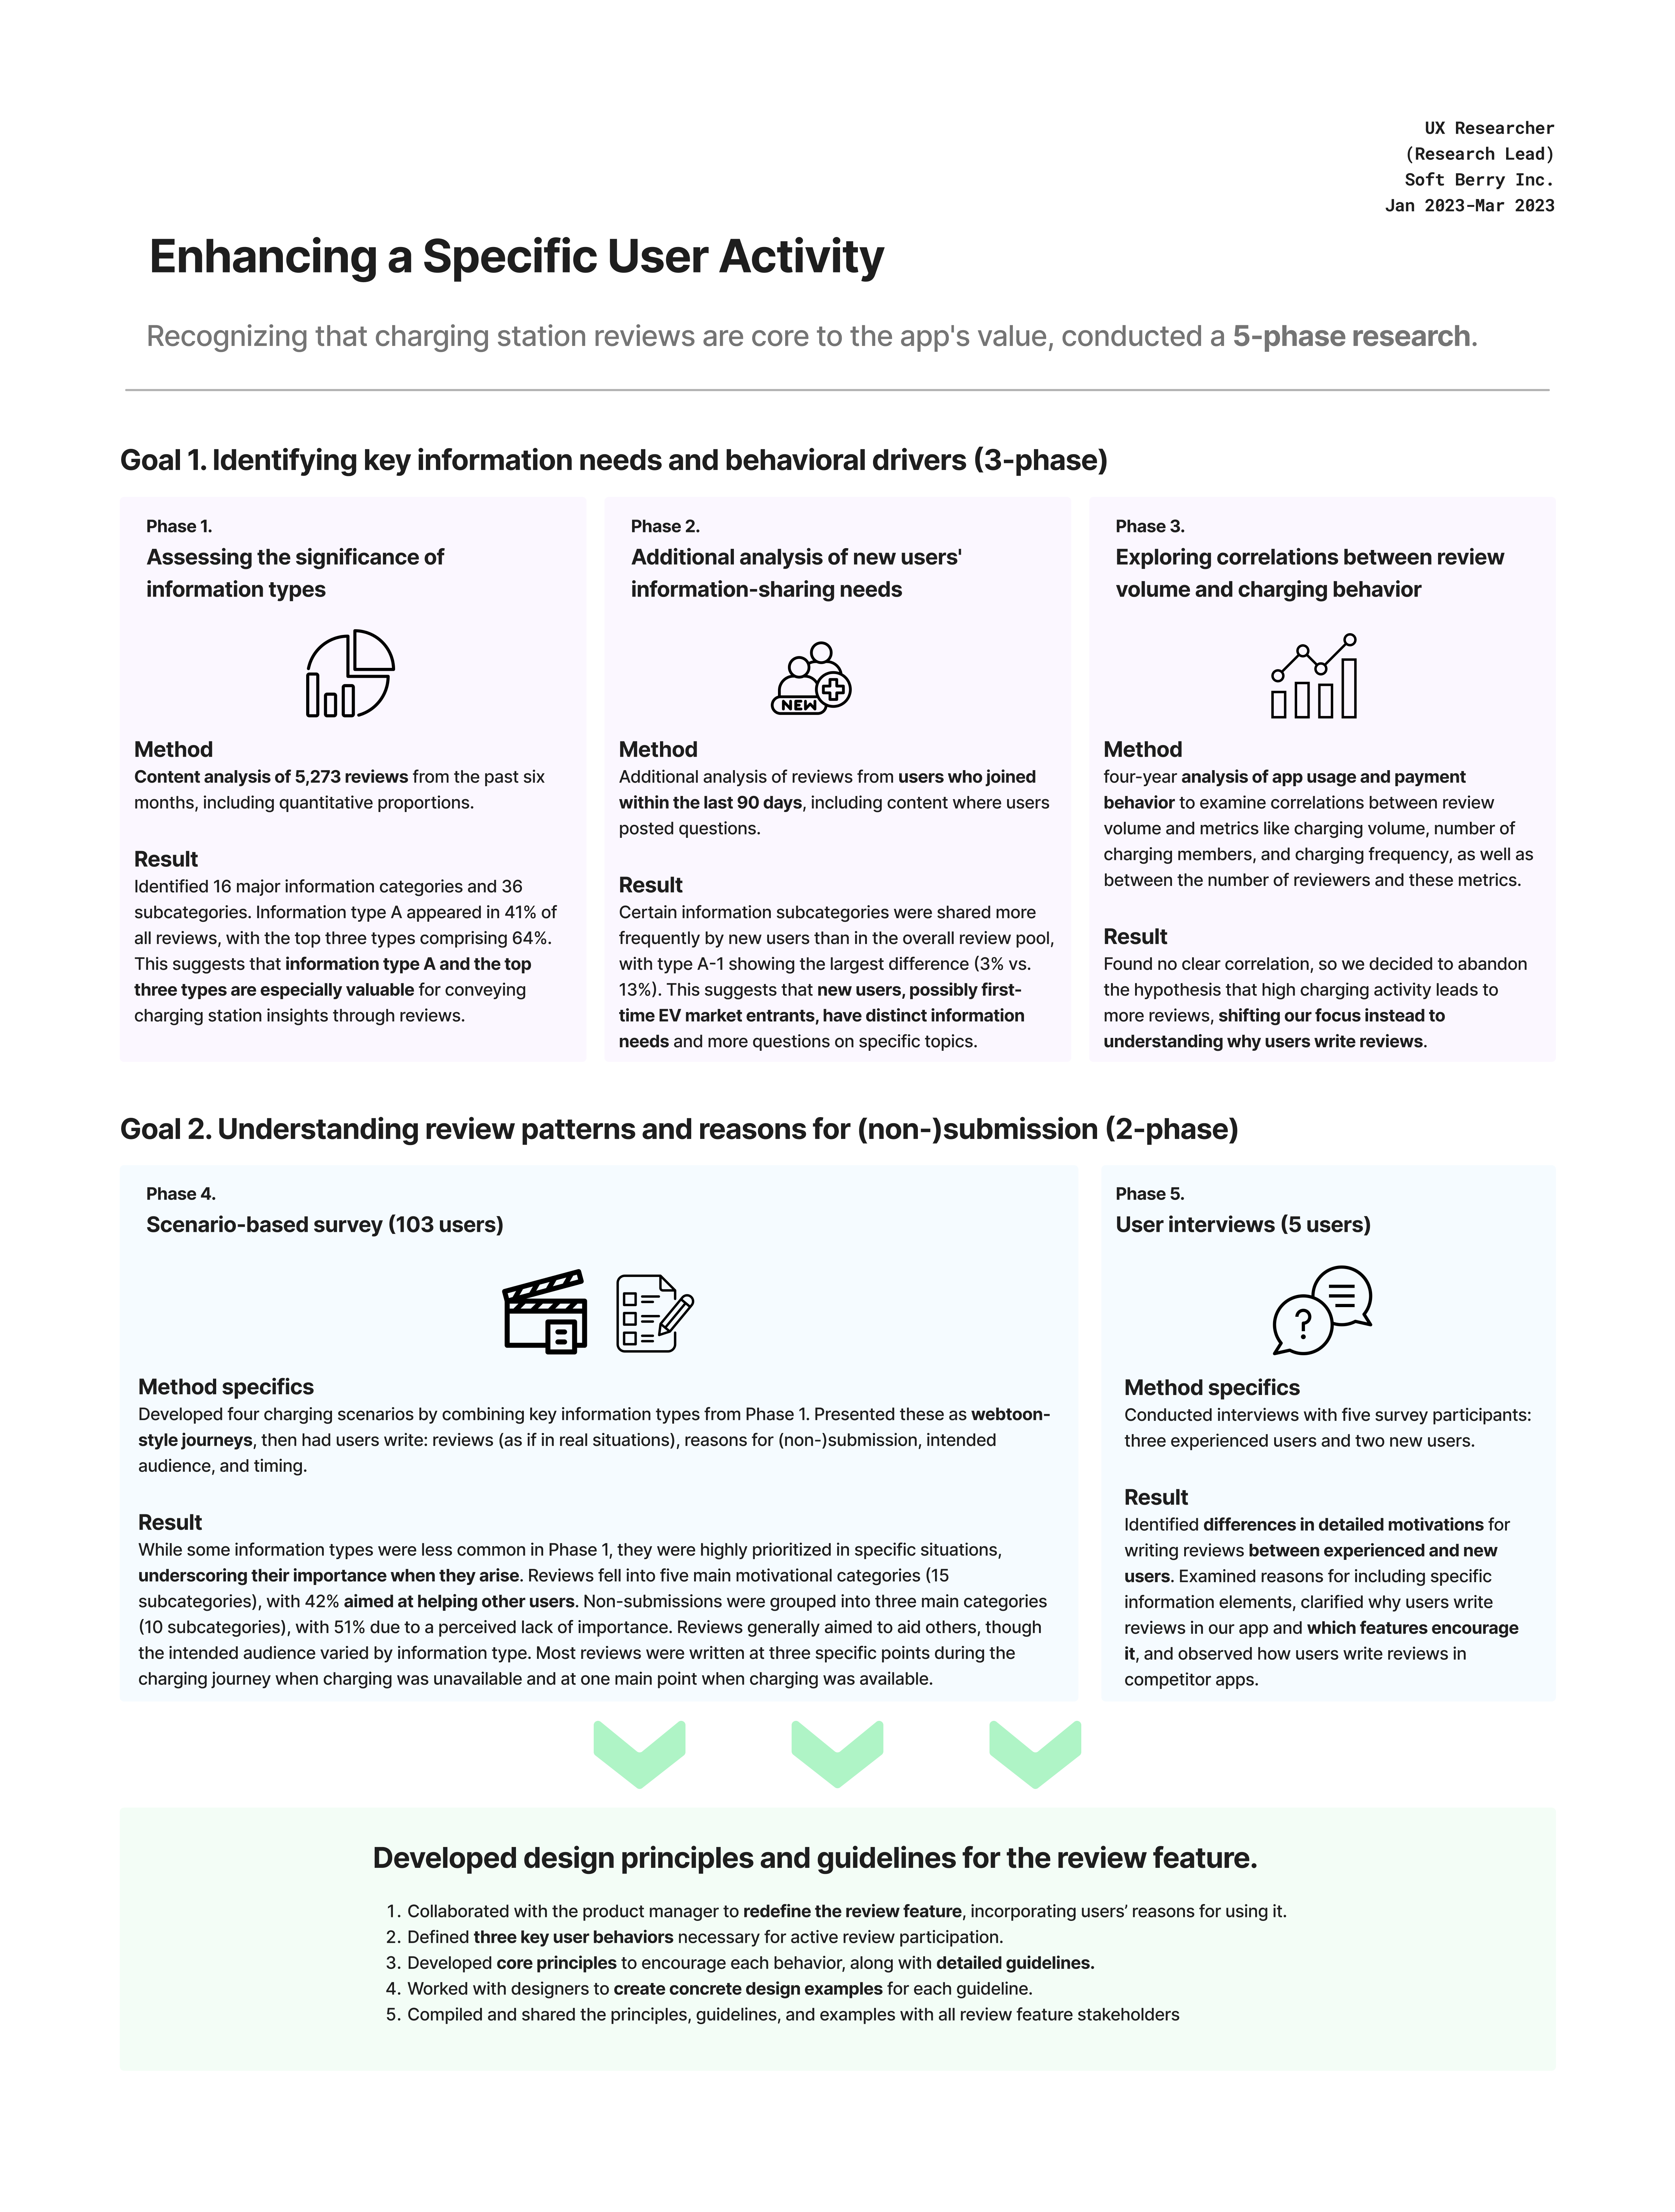 UX Researcher
(Research Lead)
Soft Berry Inc.
Jan 2023-Mar 2023
Enhancing a Specific User Activity
Recognizing that charging station reviews are core to the app's value, conducted a 5-phase research.
Goal 1. Identifying key information needs and behavioral drivers (3-phase)
Phase 1.
Assessing the significance of
information types
Method
Content analysis of 5,273 reviews from the past six
months, including quantitative proportions.
Result
Identified 16 major information categories and 36
subcategories. Information type A appeared in 41% of
all reviews, with the top three types comprising 64%.
This suggests that information type A and the top
three types are especially valuable for conveying
charging station insights through reviews.
Phase 2.
Additional analysis of new users'
information-sharing needs
NEW
Method
Additional analysis of reviews from users who joined
within the last 90 days, including content where users
posted questions.
Result
Certain information subcategories were shared more
frequently by new users than in the overall review pool,
with type A-1 showing the largest difference (3% vs.
13%). This suggests that new users, possibly first-
time EV market entrants, have distinct information
needs and more questions on specific topics.
Phase 3.
Exploring correlations between review
volume and charging behavior
Method
four-year analysis of app usage and payment
behavior to examine correlations between review
volume and metrics like charging volume, number of
charging members, and charging frequency, as well as
between the number of reviewers and these metrics.
Result
Found no clear correlation, so we decided to abandon
the hypothesis that high charging activity leads to
more reviews, shifting our focus instead to
understanding why users write reviews.
Goal 2. Understanding review patterns and reasons for (non-)submission (2-phase)
Phase 4.
Scenario-based survey (103 users)
Method specifics
Developed four charging scenarios by combining key information types from Phase 1. Presented these as webtoon-
style journeys, then had users write: reviews (as if in real situations), reasons for (non-)submission, intended
audience, and timing.
Result
While some information types were less common in Phase 1, they were highly prioritized in specific situations,
underscoring their importance when they arise. Reviews fell into five main motivational categories (15
subcategories), with 42% aimed at helping other users. Non-submissions were grouped into three main categories
(10 subcategories), with 51% due to a perceived lack of importance. Reviews generally aimed to aid others, though
the intended audience varied by information type. Most reviews were written at three specific points during the
charging journey when charging was unavailable and at one main point when charging was available.
Phase 5.
User interviews (5 users)
?
Method specifics
Conducted interviews with five survey participants:
three experienced users and two new users.
Result
Identified differences in detailed motivations for
writing reviews between experienced and new
users. Examined reasons for including specific
information elements, clarified why users write
reviews in our app and which features encourage
it, and observed how users write reviews in
competitor apps.
Developed design principles and guidelines for the review feature.
1. Collaborated with the product manager to redefine the review feature, incorporating users’ reasons for using it.
2. Defined three key user behaviors necessary for active review participation.
3. Developed core principles to encourage each behavior, along with detailed guidelines.
4. Worked with designers to create concrete design examples for each guideline.
5. Compiled and shared the principles, guidelines, and examples with all review feature stakeholders